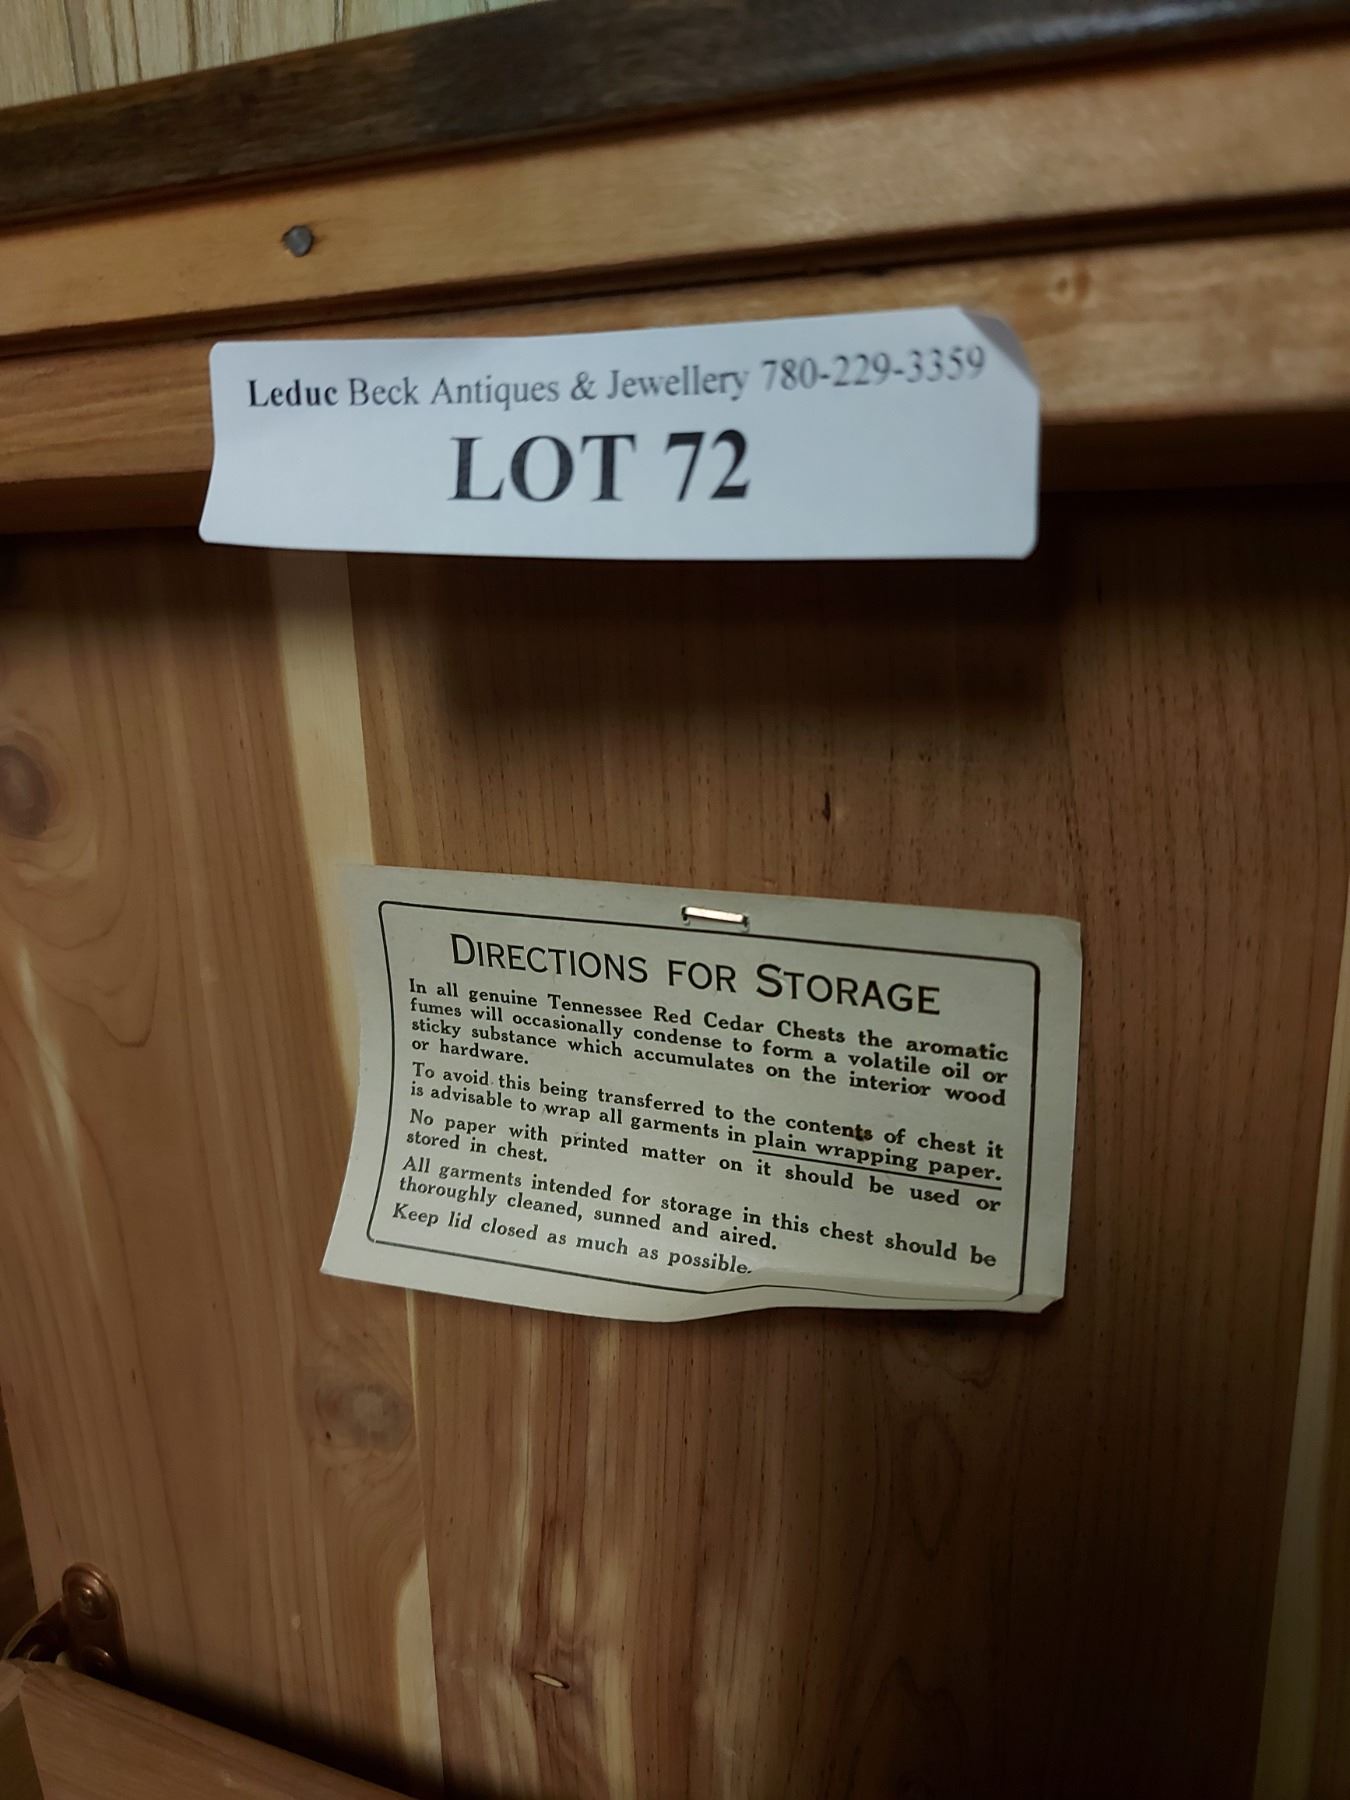 Leduc Beck Antiques & Jewellery 780-229-3359
LOT 72
DIRECTIONS FOR STORAGE
In all genuine Tennessee Red Cedar Chests the aromatic
fumes will occasionally condense to form a volatile oil or
sticky substance which accumulates on the interior wood
or hardware.
To avoid this being transferred to the contents of chest it
is advisable to wrap all garments in plain wrapping paper.
No paper with printed matter on it should be used or
stored in chest.
All garments intended for storage in this chest should be
thoroughly cleaned, sunned and aired.
Keep lid closed as much as possible.